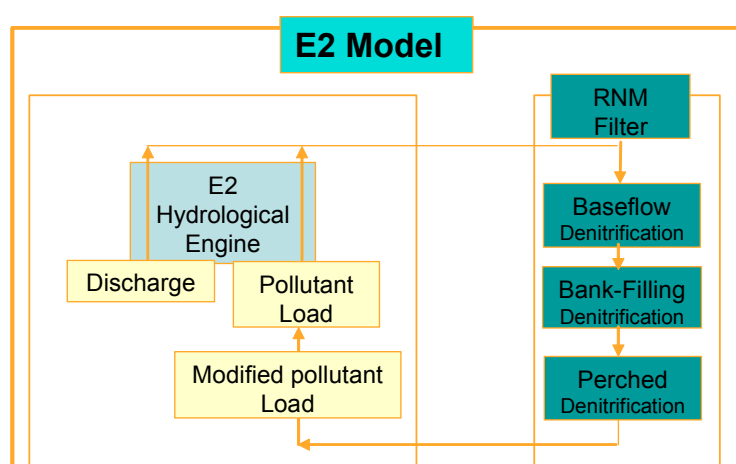 E2 Model
RNM
Filter
E2
Hydrological
Engine
Discharge
Pollutant
Load
Modified pollutant
Load
Baseflow
Denitrification
Bank-Filling
Denitrification
Perched
Denitrification